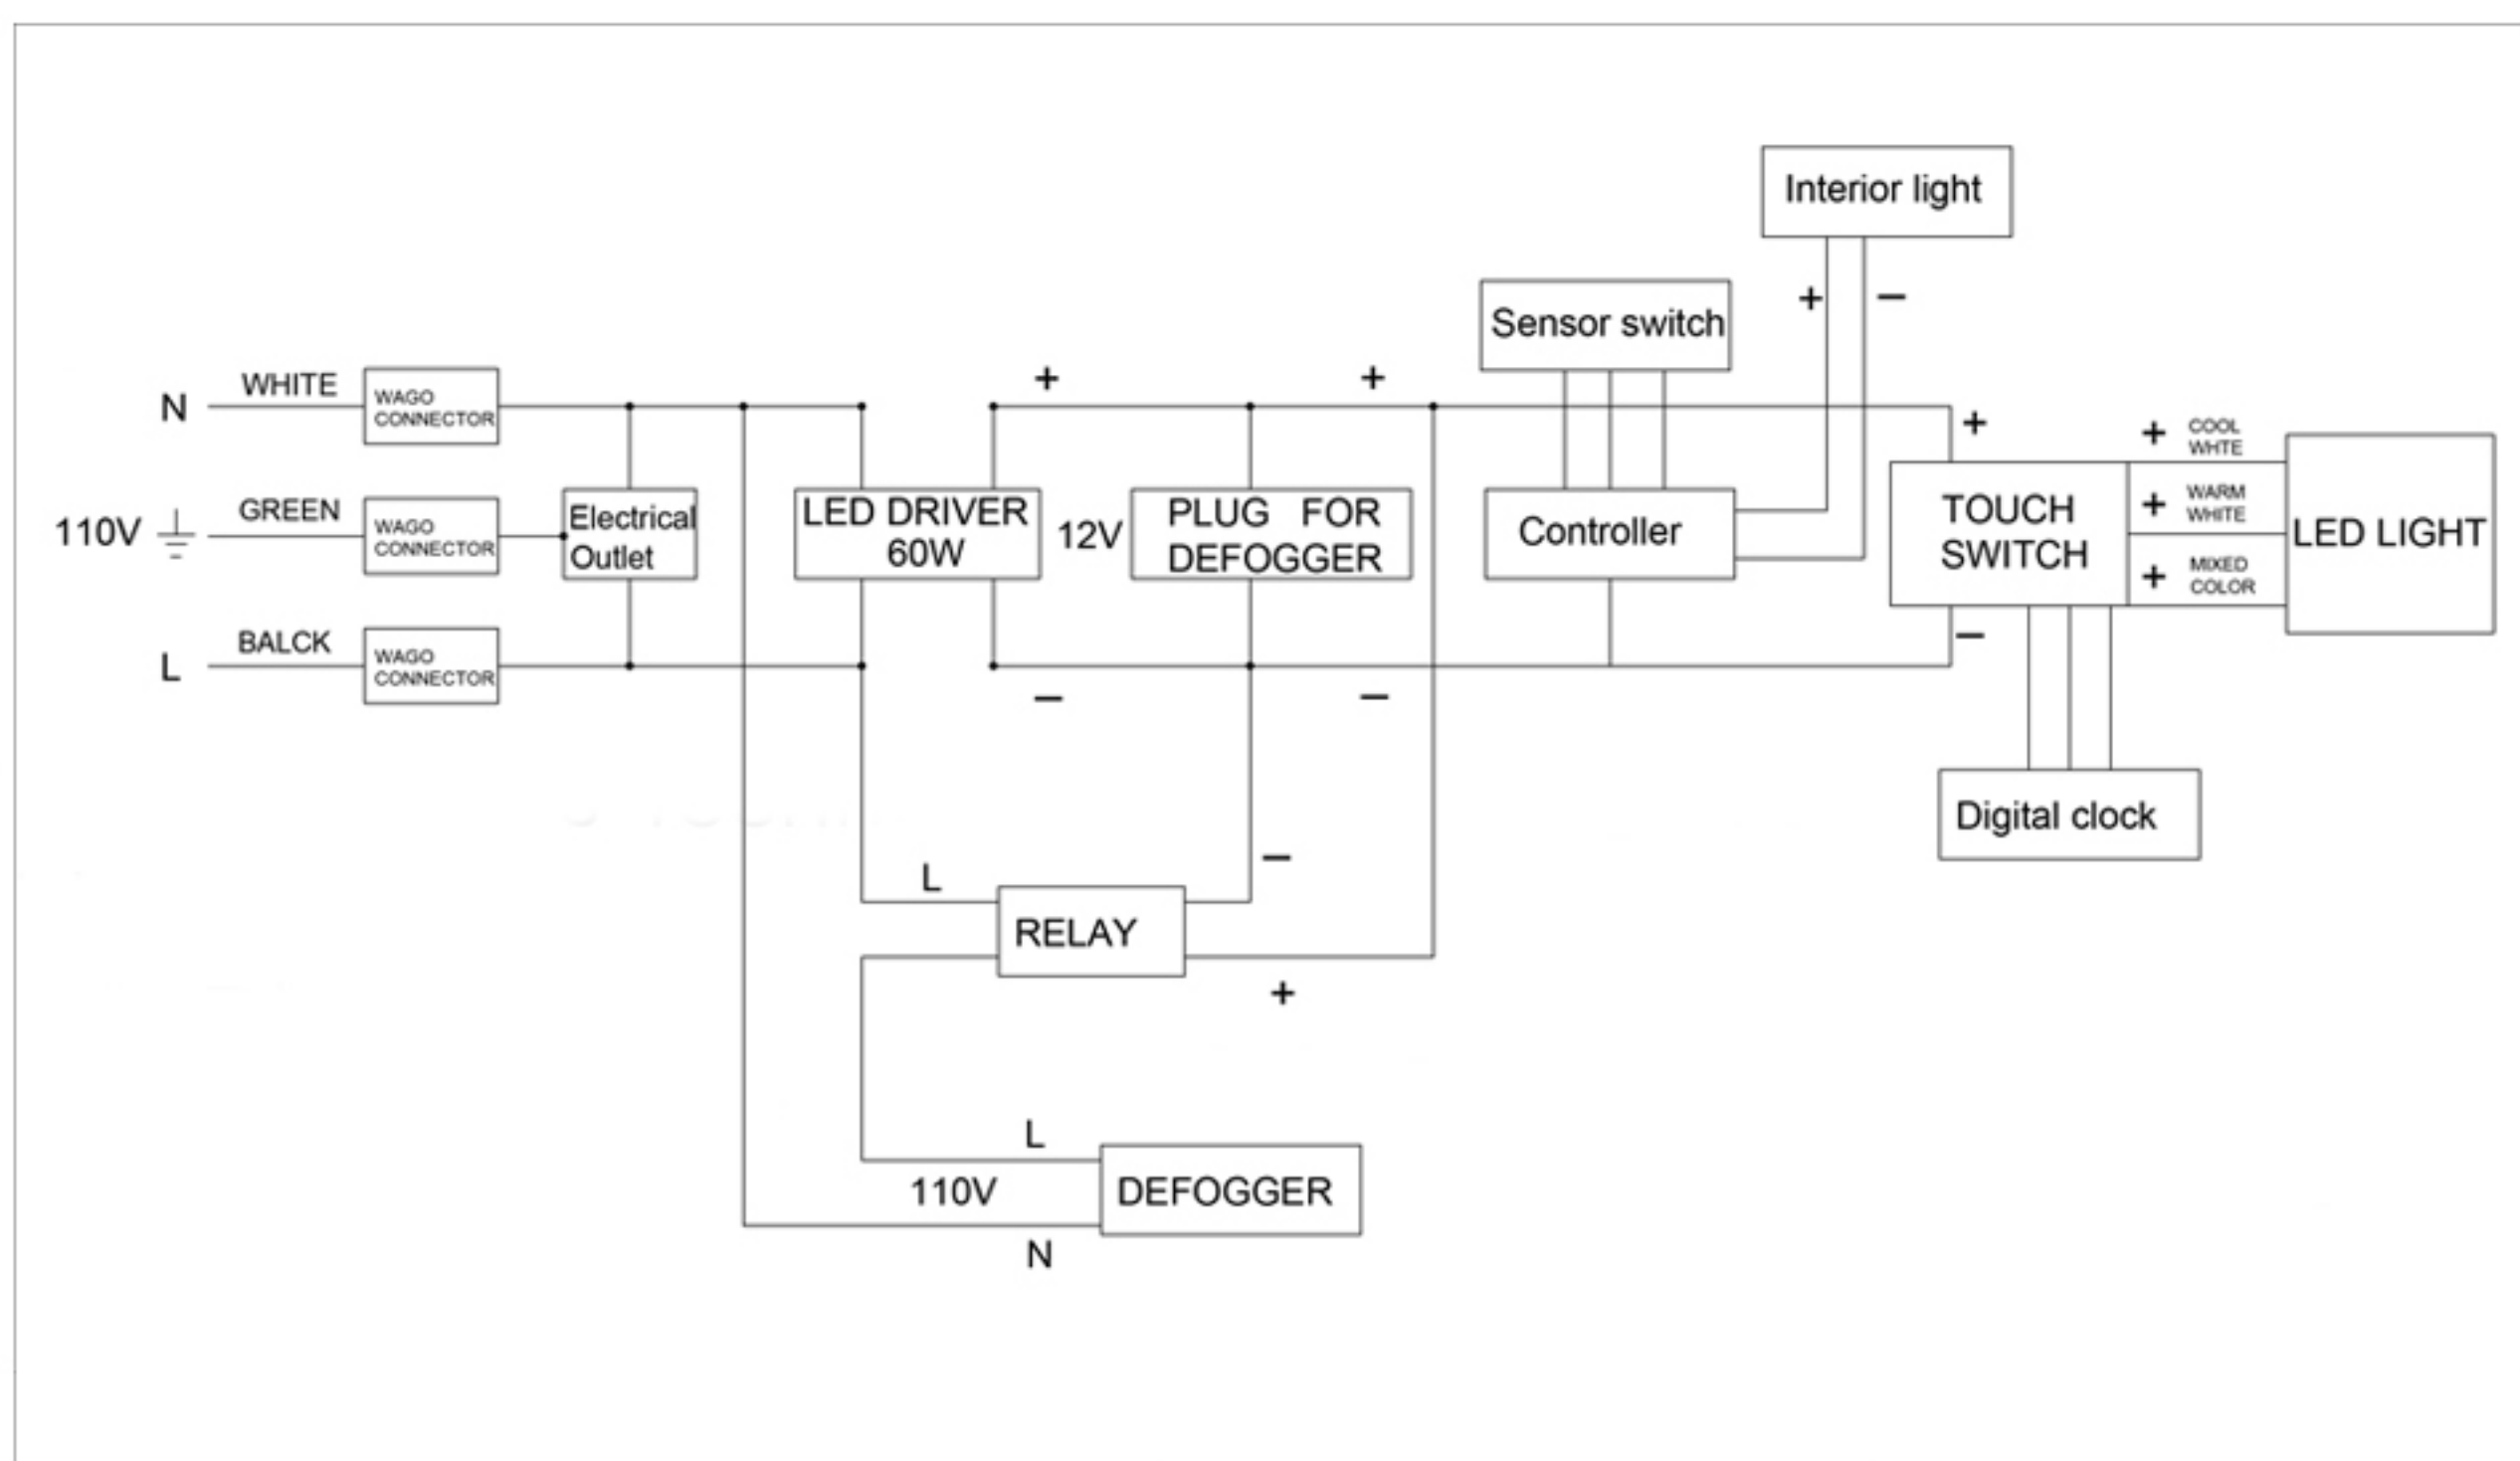 Interior light
+ −
Sensor switch
N WHITE WAGO
CONNECTOR
+ +
+
110V GREEN WAGO
CONNECTOR
Electrical
Outlet
LED DRIVER
60W
12V
PLUG FOR
DEFOGGER
Controller
TOUCH
SWITCH
+ COOL
WHTE
+ WARM
WHITE
+ MIXED
COLOR
LED LIGHT
L BALCK WAGO
CONNECTOR
− −
−
Digital clock
L
−
RELAY
+
L
110V
DEFOGGER
N